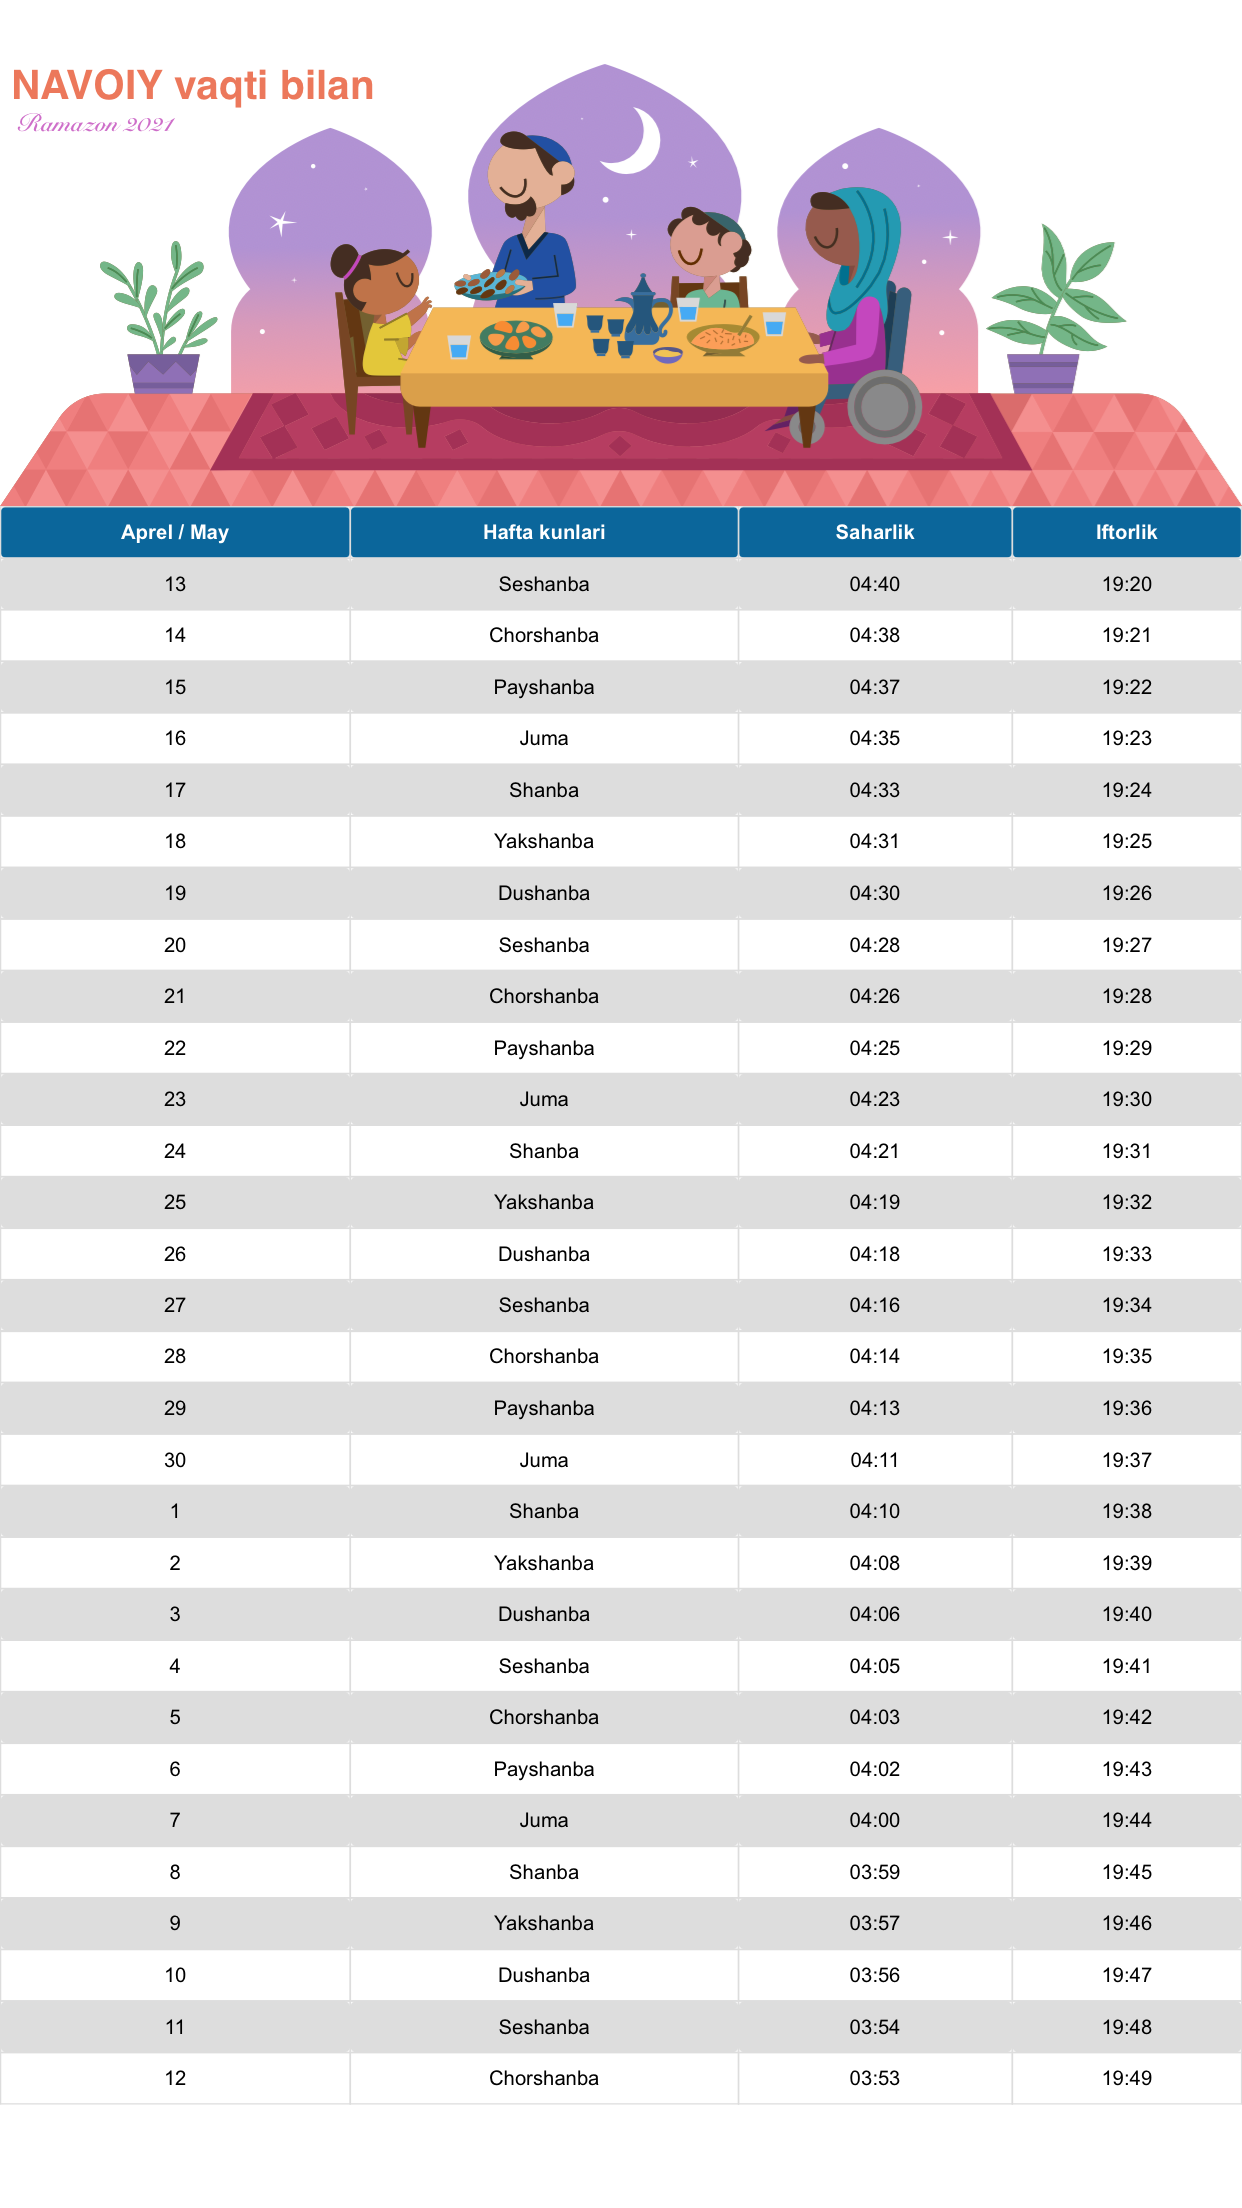 NAVOIY vaqti bilan
Ramazon 2021
Aprel / May Hafta kunlari Saharlik Iftorlik
13 Seshanba 04:40 19:20
14 Chorshanba 04:38 19:21
15 Payshanba 04:37 19:22
16 Juma 04:35 19:23
17 Shanba 04:33 19:24
18 Yakshanba 04:31 19:25
19 Dushanba 04:30 19:26
20 Seshanba 04:28 19:27
21 Chorshanba 04:26 19:28
22 Payshanba 04:25 19:29
23 Juma 04:23 19:30
24 Shanba 04:21 19:31
25 Yakshanba 04:19 19:32
26 Dushanba 04:18 19:33
27 Seshanba 04:16 19:34
28 Chorshanba 04:14 19:35
29 Payshanba 04:13 19:36
30 Juma 04:11 19:37
1 Shanba 04:10 19:38
2 Yakshanba 04:08 19:39
3 Dushanba 04:06 19:40
4 Seshanba 04:05 19:41
5 Chorshanba 04:03 19:42
6 Payshanba 04:02 19:43
7 Juma 04:00 19:44
8 Shanba 03:59 19:45
9 Yakshanba 03:57 19:46
10 Dushanba 03:56 19:47
11 Seshanba 03:54 19:48
12 Chorshanba 03:53 19:49